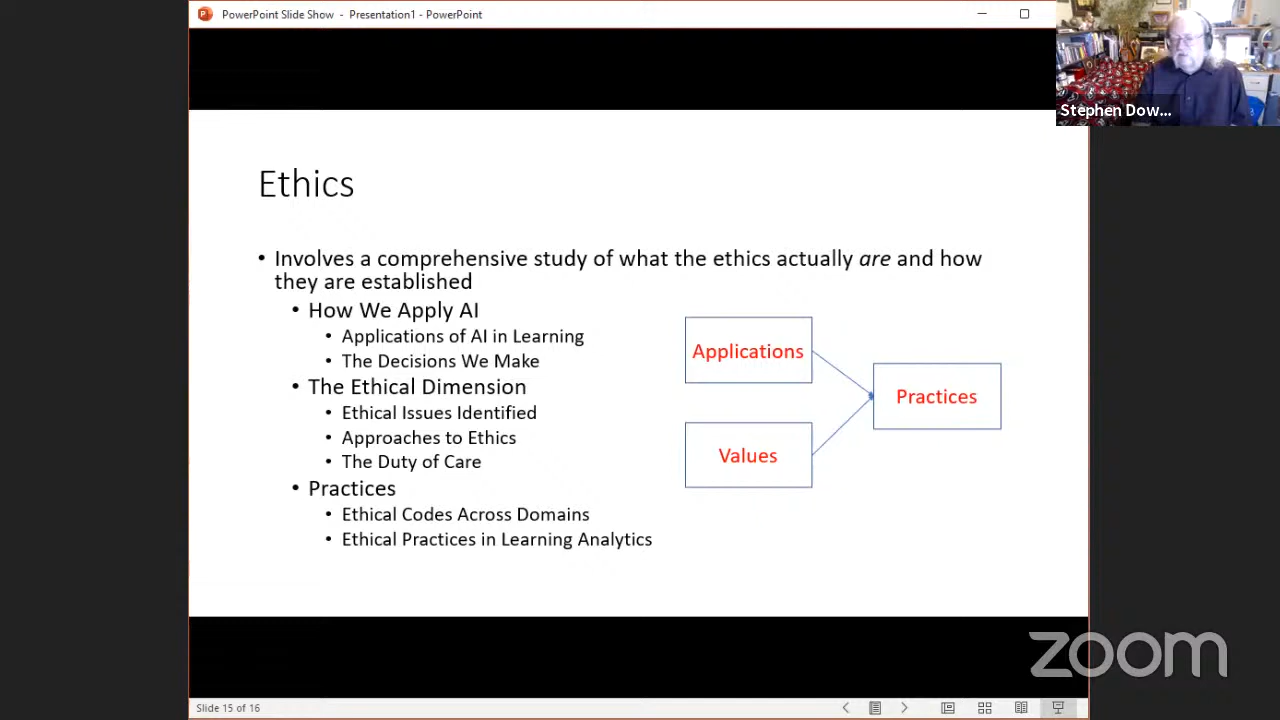 PowerPoint Slide Show - Presentation1 - PowerPoint
Stephen Dow...
Ethics
• Involves a comprehensive study of what the ethics actually are and how
they are established
• How We Apply AI
• Applications of AI in Learning
• The Decisions We Make
• The Ethical Dimension
• Ethical Issues Identified
• Approaches to Ethics
• The Duty of Care
• Practices
• Ethical Codes Across Domains
• Ethical Practices in Learning Analytics
Applications
Values
Practices
zoom
Slide 15 of 16